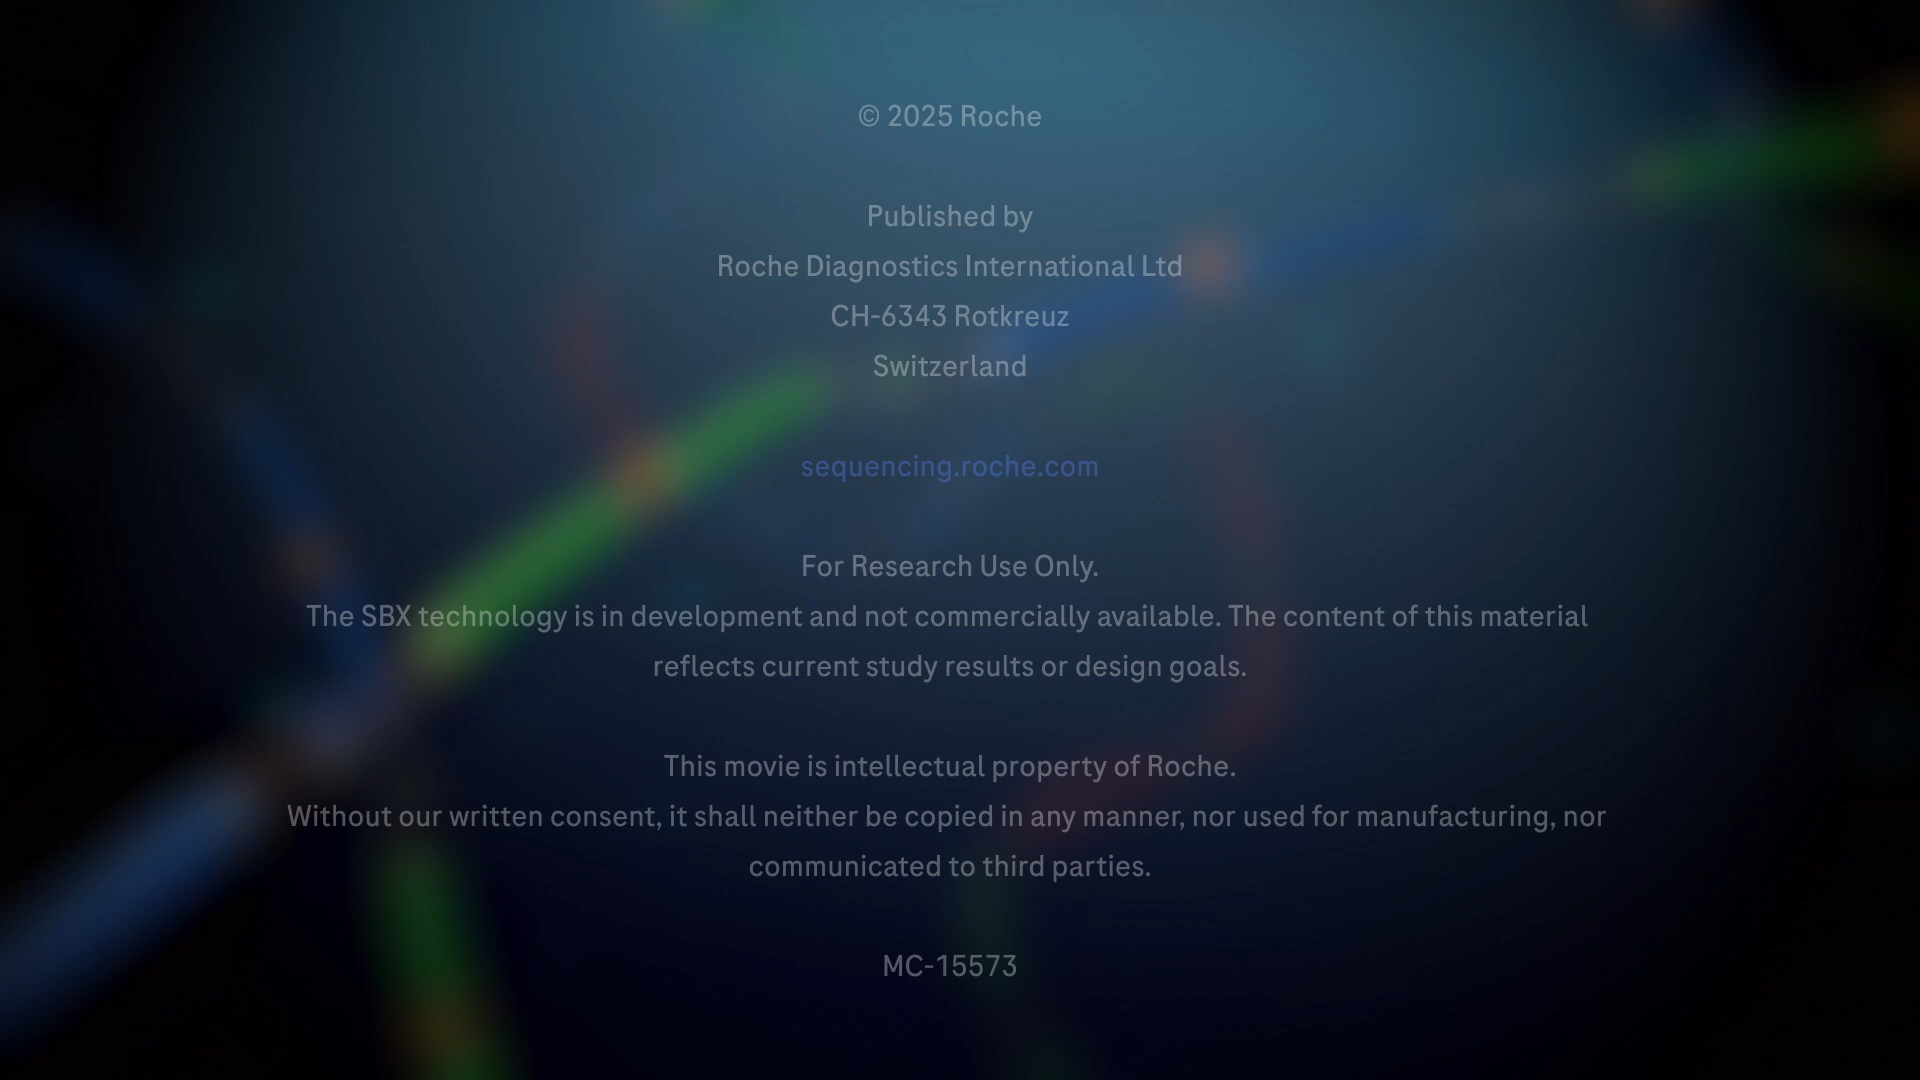 © 2025 Roche
Published by
Roche Diagnostics International Ltd
CH-6343 Rotkreuz
Switzerland
sequencing.roche.com
For Research Use Only.
The SBX technology is in development and not commercially available. The content of this material
reflects current study results or design goals.
This movie is intellectual property of Roche.
Without our written consent, it shall neither be copied in any manner, nor used for manufacturing, nor
communicated to third parties.
MC-15573